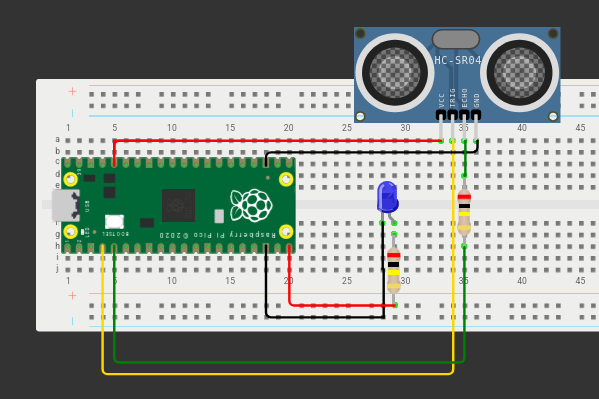 HC-SR04
VCC
TRIG
ECHO
GND
1 5 10 15 20 25 30 35 40 45
a
b
c
d
e
USB
LED
BOOTSEL
Raspberry Pi Pico © 2020
g
h
i
j
1 5 10 15 20 25 30 35 40 45